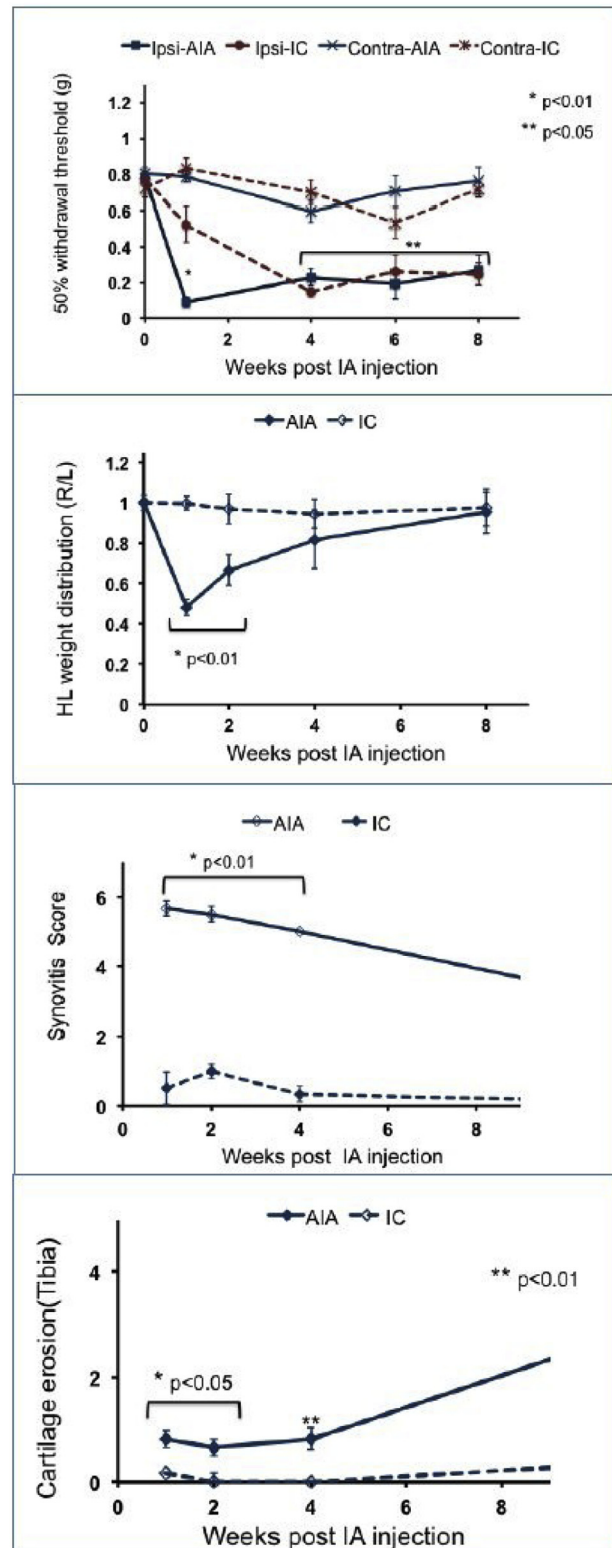 Ipsi-AIA Ipsi-IC Contra-AIA Contra-IC
* p<0.01
** p<0.05
50% withdrawal threshold (g)
1.2
1
0.8
0.6
0.4
0.2
0
*
**
0 2 4 6 8
Weeks post IA injection
AIA IC
HL weight distribution (R/L)
1.2
1
0.8
0.6
0.4
0.2
0
* p<0.01
0 2 4 6 8
Weeks post IA injection
AIA IC
* p<0.01
Synovitis Score
6
4
2
0
0 2 4 6 8
Weeks post IA injection
AIA IC
Cartilage erosion(Tibia)
4
2
0
** p<0.01
* p<0.05
**
0 2 4 6 8
Weeks post IA injection